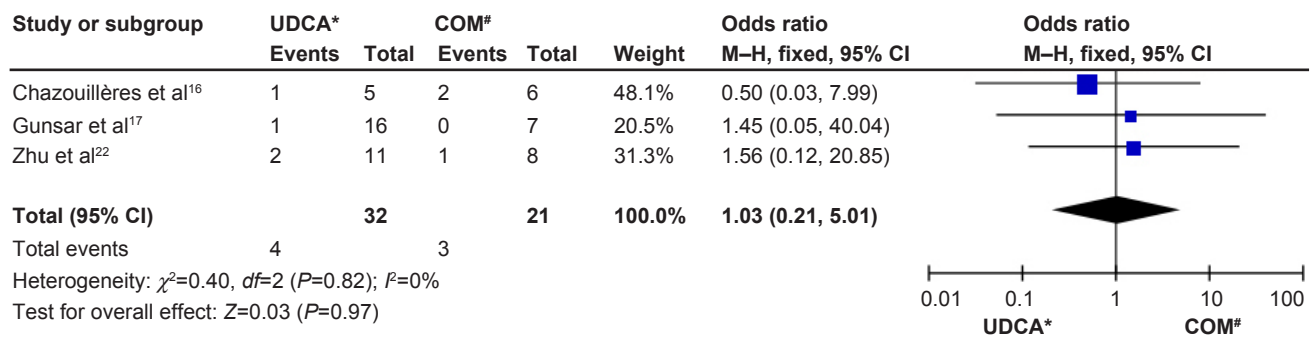 Study or subgroup UDCA* COM# Odds ratio Odds ratio
Events Total Events Total Weight M–H, fixed, 95% CI M–H, fixed, 95% CI
Chazouillères et al16 1 5 2 6 48.1% 0.50 (0.03, 7.99)
Gunsar et al17 1 16 0 7 20.5% 1.45 (0.05, 40.04)
Zhu et al22 2 11 1 8 31.3% 1.56 (0.12, 20.85)
Total (95% CI) 32 21 100.0% 1.03 (0.21, 5.01)
Total events 4 3
Heterogeneity: χ²=0.40, df=2 (P=0.82); I²=0%
Test for overall effect: Z=0.03 (P=0.97)
0.01 0.1 1 10 100
UDCA* COM#